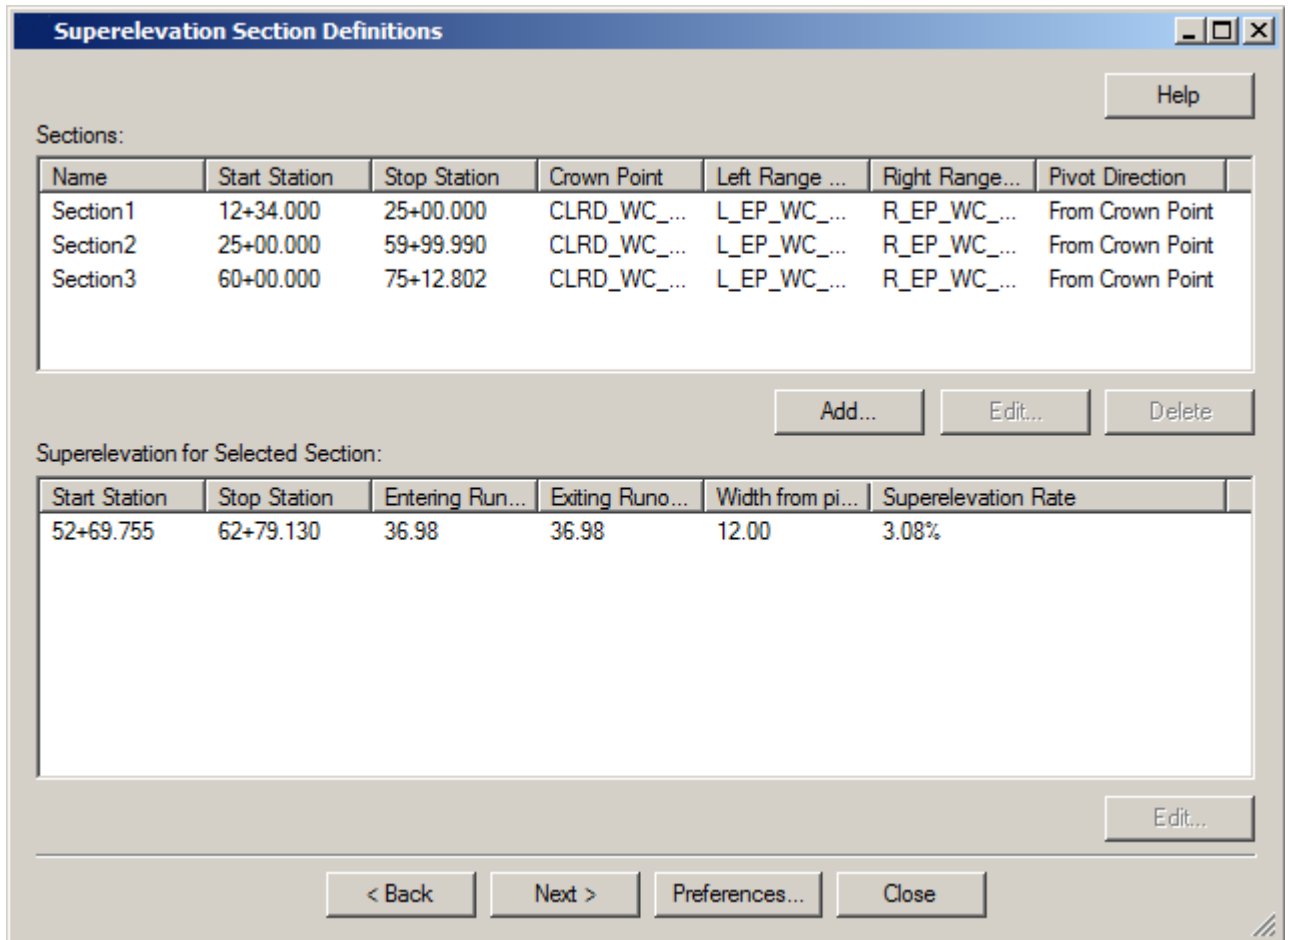 Superelevation Section Definitions
Help
Sections:
Name Start Station Stop Station Crown Point Left Range ... Right Range... Pivot Direction
Section1 12+34.000 25+00.000 CLRD_WC_... L_EP_WC_... R_EP_WC_... From Crown Point
Section2 25+00.000 59+99.990 CLRD_WC_... L_EP_WC_... R_EP_WC_... From Crown Point
Section3 60+00.000 75+12.802 CLRD_WC_... L_EP_WC_... R_EP_WC_... From Crown Point
Add... Edit... Delete
Superelevation for Selected Section:
Start Station Stop Station Entering Run... Exiting Runo... Width from pi... Superelevation Rate
52+69.755 62+79.130 36.98 36.98 12.00 3.08%
Edit...
< Back Next > Preferences... Close